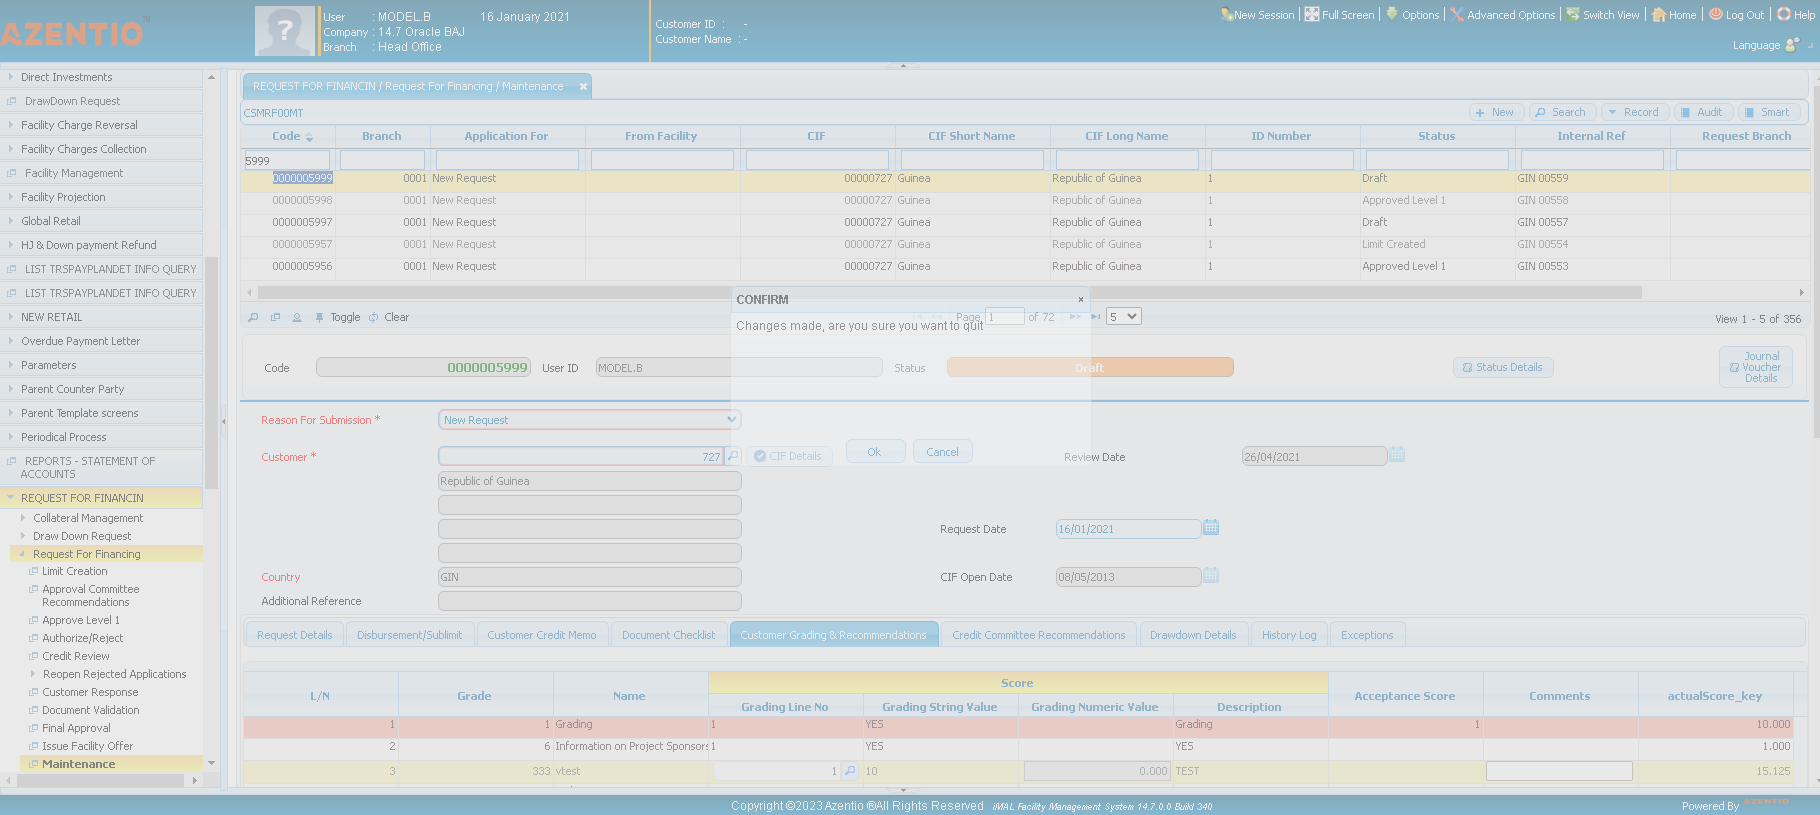 AZENTIO™
User : MODEL.B 16 January 2021
Company : 14.7 Oracle BAJ
Branch : Head Office
Customer ID : -
Customer Name : -
New Session Full Screen Options Advanced Options Switch View Home Log Out Help
Language
Direct Investments
DrawDown Request
Facility Charge Reversal
Facility Charges Collection
Facility Management
Facility Projection
Global Retail
HJ & Down payment Refund
LIST TRSPAYPLANDET INFO QUERY
LIST TRSPAYPLANDET INFO QUERY
NEW RETAIL
Overdue Payment Letter
Parameters
Parent Counter Party
Parent Template screens
Periodical Process
REPORTS - STATEMENT OF
ACCOUNTS
REQUEST FOR FINANCIN
Collateral Management
Draw Down Request
Request For Financing
Limit Creation
Approval Committee
Recommendations
Approve Level 1
Authorize/Reject
Credit Review
Reopen Rejected Applications
Customer Response
Document Validation
Final Approval
Issue Facility Offer
Maintenance
REQUEST FOR FINANCIN / Request For Financing / Maintenance ×
CSMRF00MT
New Search Record Audit Smart
Code Branch Application For From Facility CIF CIF Short Name CIF Long Name ID Number Status Internal Ref Request Branch
5999
0000005999 0001 New Request 00000727 Guinea Republic of Guinea 1 Draft GIN 00559
0000005998 0001 New Request 00000727 Guinea Republic of Guinea 1 Approved Level 1 GIN 00558
0000005997 0001 New Request 00000727 Guinea Republic of Guinea 1 Draft GIN 00557
0000005957 0001 New Request 00000727 Guinea Republic of Guinea 1 Limit Created GIN 00554
0000005956 0001 New Request 00000727 Guinea Republic of Guinea 1 Approved Level 1 GIN 00553
Toggle Clear Page 1 of 72 5 View 1 - 5 of 356
CONFIRM ×
Changes made, are you sure you want to quit
Ok Cancel
Code 0000005999 User ID MODEL.B Status Draft Status Details
Journal
Voucher
Details
Reason For Submission * New Request
Customer * 727 CIF Details Review Date 26/04/2021
Republic of Guinea
Request Date 16/01/2021
Country GIN CIF Open Date 08/05/2013
Additional Reference
Request Details Disbursement/Sublimit Customer Credit Memo Document Checklist Customer Grading & Recommendations Credit Committee Recommendations Drawdown Details History Log Exceptions
L/N Grade Name Score Acceptance Score Comments actualScore_key
Grading Line No Grading String Value Grading Numeric Value Description
1 1 Grading 1 YES Grading 1 10.000
2 6 Information on Project Sponsors 1 YES YES 1.000
3 333 vtest 1 10 0.000 TEST 15.125
Copyright ©2023 Azentio ®All Rights Reserved iMAL Facility Management System 14.7.0.0 Build 340
Powered By AZENTIO